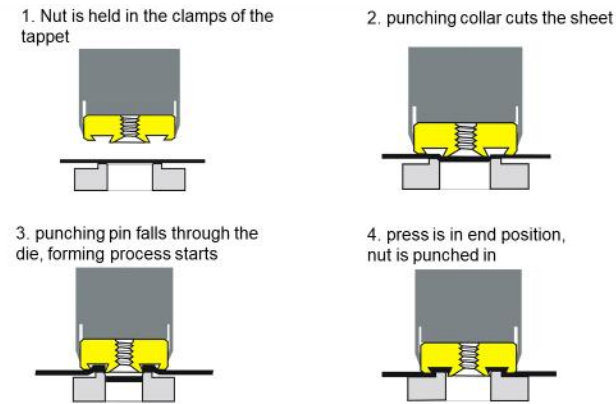 1. Nut is held in the clamps of the
tappet
2. punching collar cuts the sheet
3. punching pin falls through the
die, forming process starts
4. press is in end position,
nut is punched in